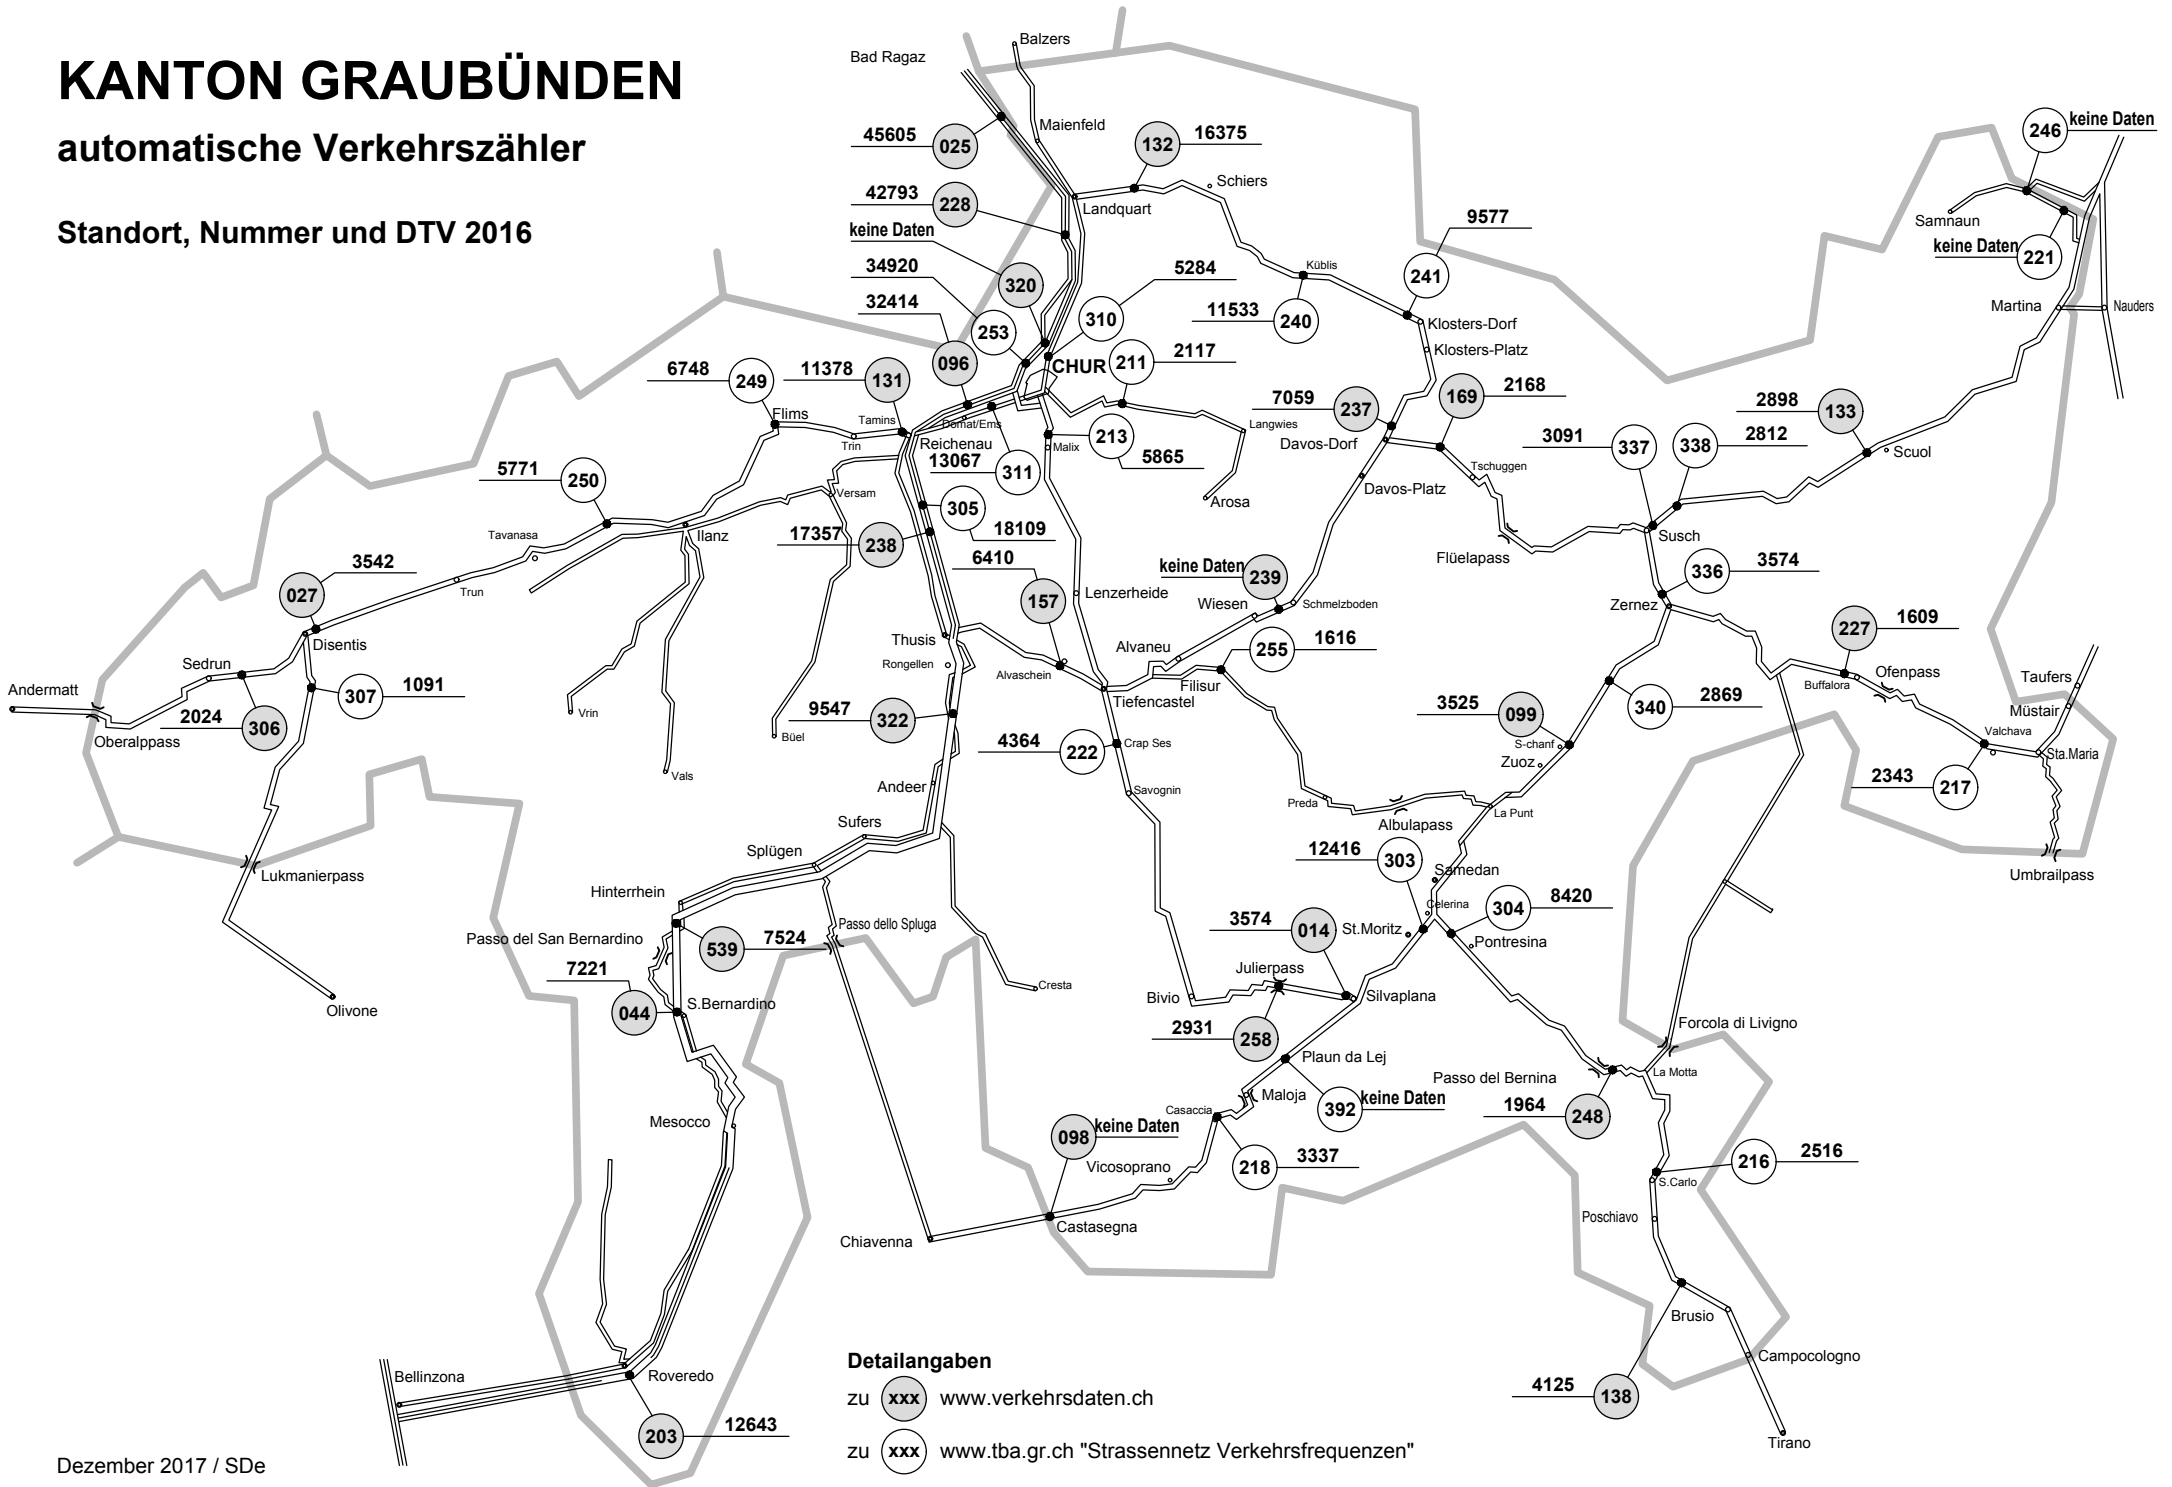 KANTON GRAUBÜNDEN
automatische Verkehrszähler
Standort, Nummer und DTV 2016
Bad Ragaz
Balzers
Maienfeld
45605
025
132
16375
Schiers
42793
228
Landquart
keine Daten
320
34920
253
32414
096
310
5284
241
9577
Küblis
11533
240
Klosters-Dorf
Klosters-Platz
246
keine Daten
Samnaun
keine Daten
221
Martina
Nauders
6748
249
11378
131
CHUR
211
2117
Flims
Trin
Tamins
Domat/Ems
Reichenau
13067
311
Malix
213
5865
Langwies
Arosa
7059
237
169
2168
Davos-Dorf
Tschuggen
Davos-Platz
Flüelapass
3091
337
338
2812
2898
133
Scuol
Susch
5771
250
Tavanasa
Ilanz
Versam
305
18109
17357
238
6410
157
Lenzerheide
keine Daten
239
Wiesen
Schmelzboden
336
3574
Zernez
3542
027
Trun
Disentis
Sedrun
Andermatt
Oberalppass
2024
306
307
1091
Vrin
Vals
Büel
Thusis
Rongellen
Alvaschein
Alvaneu
Filisur
255
1616
Tiefencastel
227
1609
Buffalora
Ofenpass
Taufers
Müstair
Valchava
Sta.Maria
2343
217
Umbrailpass
9547
322
4364
222
Crap Ses
Savognin
3525
099
340
2869
S-chanf
Zuoz
Preda
Albulapass
La Punt
Andeer
Sufers
Splügen
Lukmanierpass
Hinterrhein
Olivone
12416
303
Samedan
Celerina
304
8420
Pontresina
3574
014
St.Moritz
Passo del San Bernardino
539
7524
Passo dello Spluga
7221
044
S.Bernardino
Cresta
Bivio
Julierpass
Silvaplana
2931
258
Plaun da Lej
392
keine Daten
Maloja
Casaccia
Passo del Bernina
1964
248
Forcola di Livigno
La Motta
Mesocco
098
keine Daten
Vicosoprano
218
3337
216
2516
S.Carlo
Poschiavo
Castasegna
Chiavenna
Brusio
Campocologno
4125
138
Tirano
Bellinzona
Roveredo
203
12643
Detailangaben
zu xxx www.verkehrsdaten.ch
zu xxx www.tba.gr.ch "Strassennetz Verkehrsfrequenzen"
Dezember 2017 / SDe